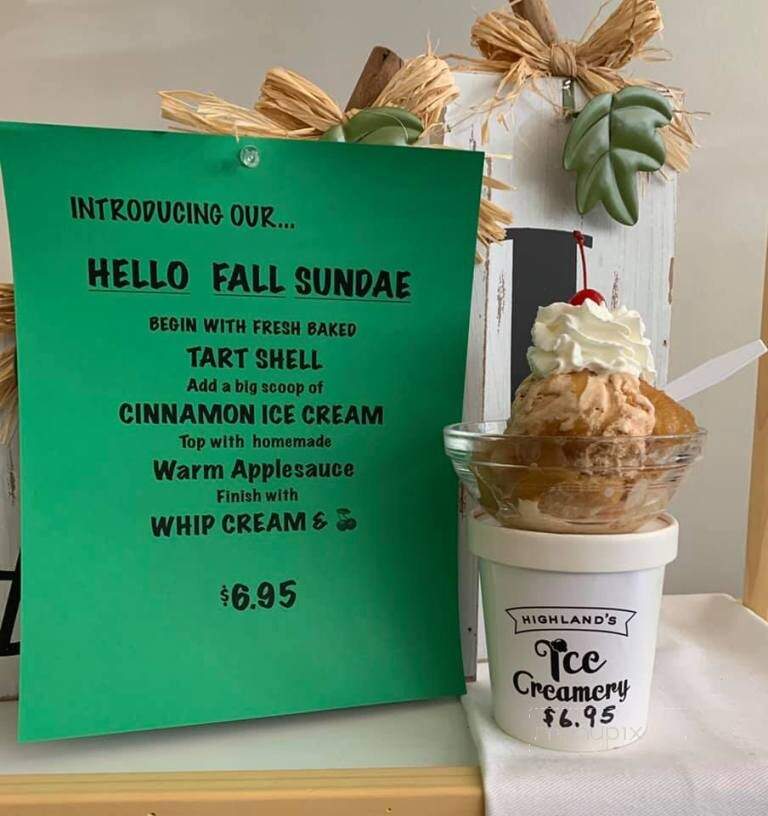 INTRODUCING OUR...
HELLO FALL SUNDAE
BEGIN WITH FRESH BAKED
TART SHELL
Add a big scoop of
CINNAMON ICE CREAM
Top with homemade
Warm Applesauce
Finish with
WHIP CREAM &
$6.95
HIGHLAND'S
Ice
Creamery
$6.95